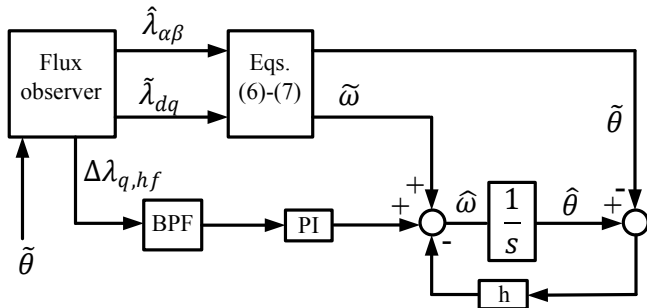 λ̂αβ
Flux
observer
Eqs.
(6)-(7)
λ̃dq
ω̃
θ̃
Δλq,hf
+
BPF
PI
+
ω̂
1
s
θ̂
+
-
-
θ̃
h